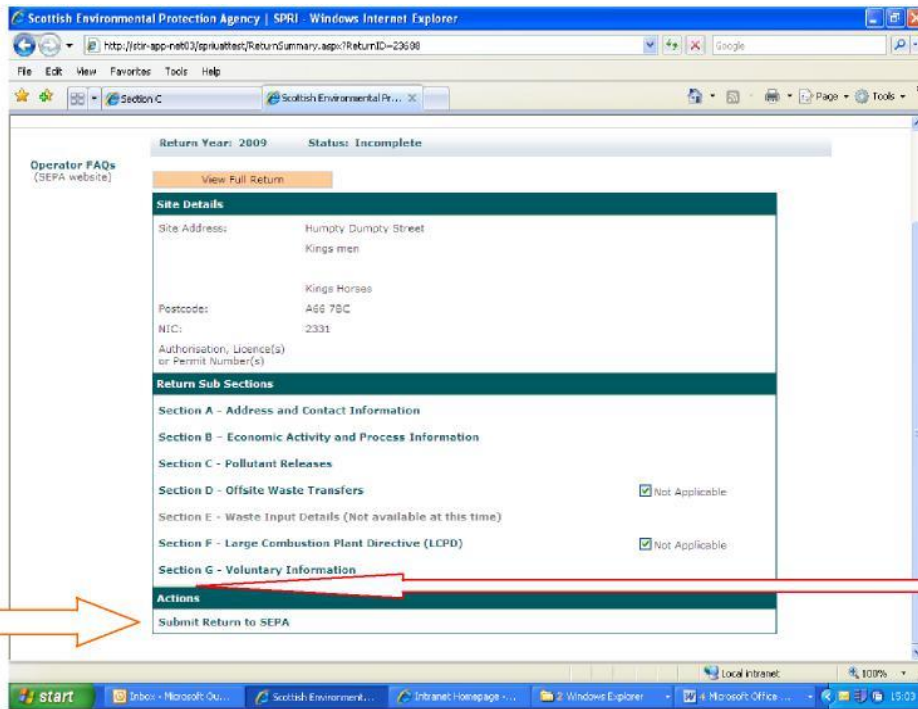 Scottish Environmental Protection Agency | SPRI - Windows Internet Explorer
http://stir-app-net03/spriuattest/ReturnSummary.aspx?ReturnID=23688
Google
File Edit View Favorites Tools Help
Section C
Scottish Environmental Pr...
Page
Tools
Return Year: 2009 Status: Incomplete
Operator FAQs
(SEPA website)
View Full Return
Site Details
Site Address: Humpty Dumpty Street
Kings men
Kings Horses
Postcode: A66 7BC
NIC: 2331
Authorisation, Licence(s)
or Permit Number(s)
Return Sub Sections
Section A - Address and Contact Information
Section B - Economic Activity and Process Information
Section C - Pollutant Releases
Section D - Offsite Waste Transfers Not Applicable
Section E - Waste Input Details (Not available at this time)
Section F - Large Combustion Plant Directive (LCPD) Not Applicable
Section G - Voluntary Information
Actions
Submit Return to SEPA
Local intranet 100%
start Inbox - Microsoft Ou... Scottish Environment... Intranet Homepage -... 2 Windows Explorer 4 Microsoft Office ... 15:03